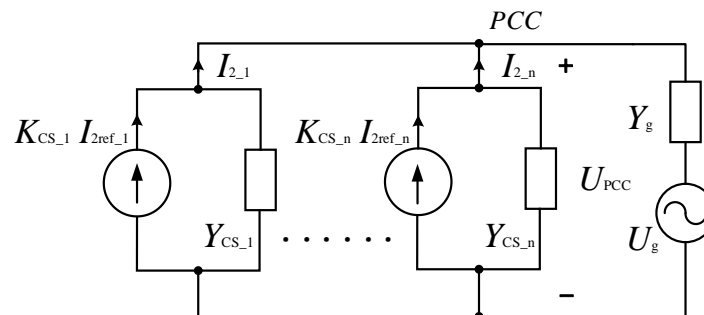 PCC
I2_1
I2_n
+
KCS_1 I2ref_1
KCS_n I2ref_n
Yg
UPCC
YCS_1
......
YCS_n
Ug
−